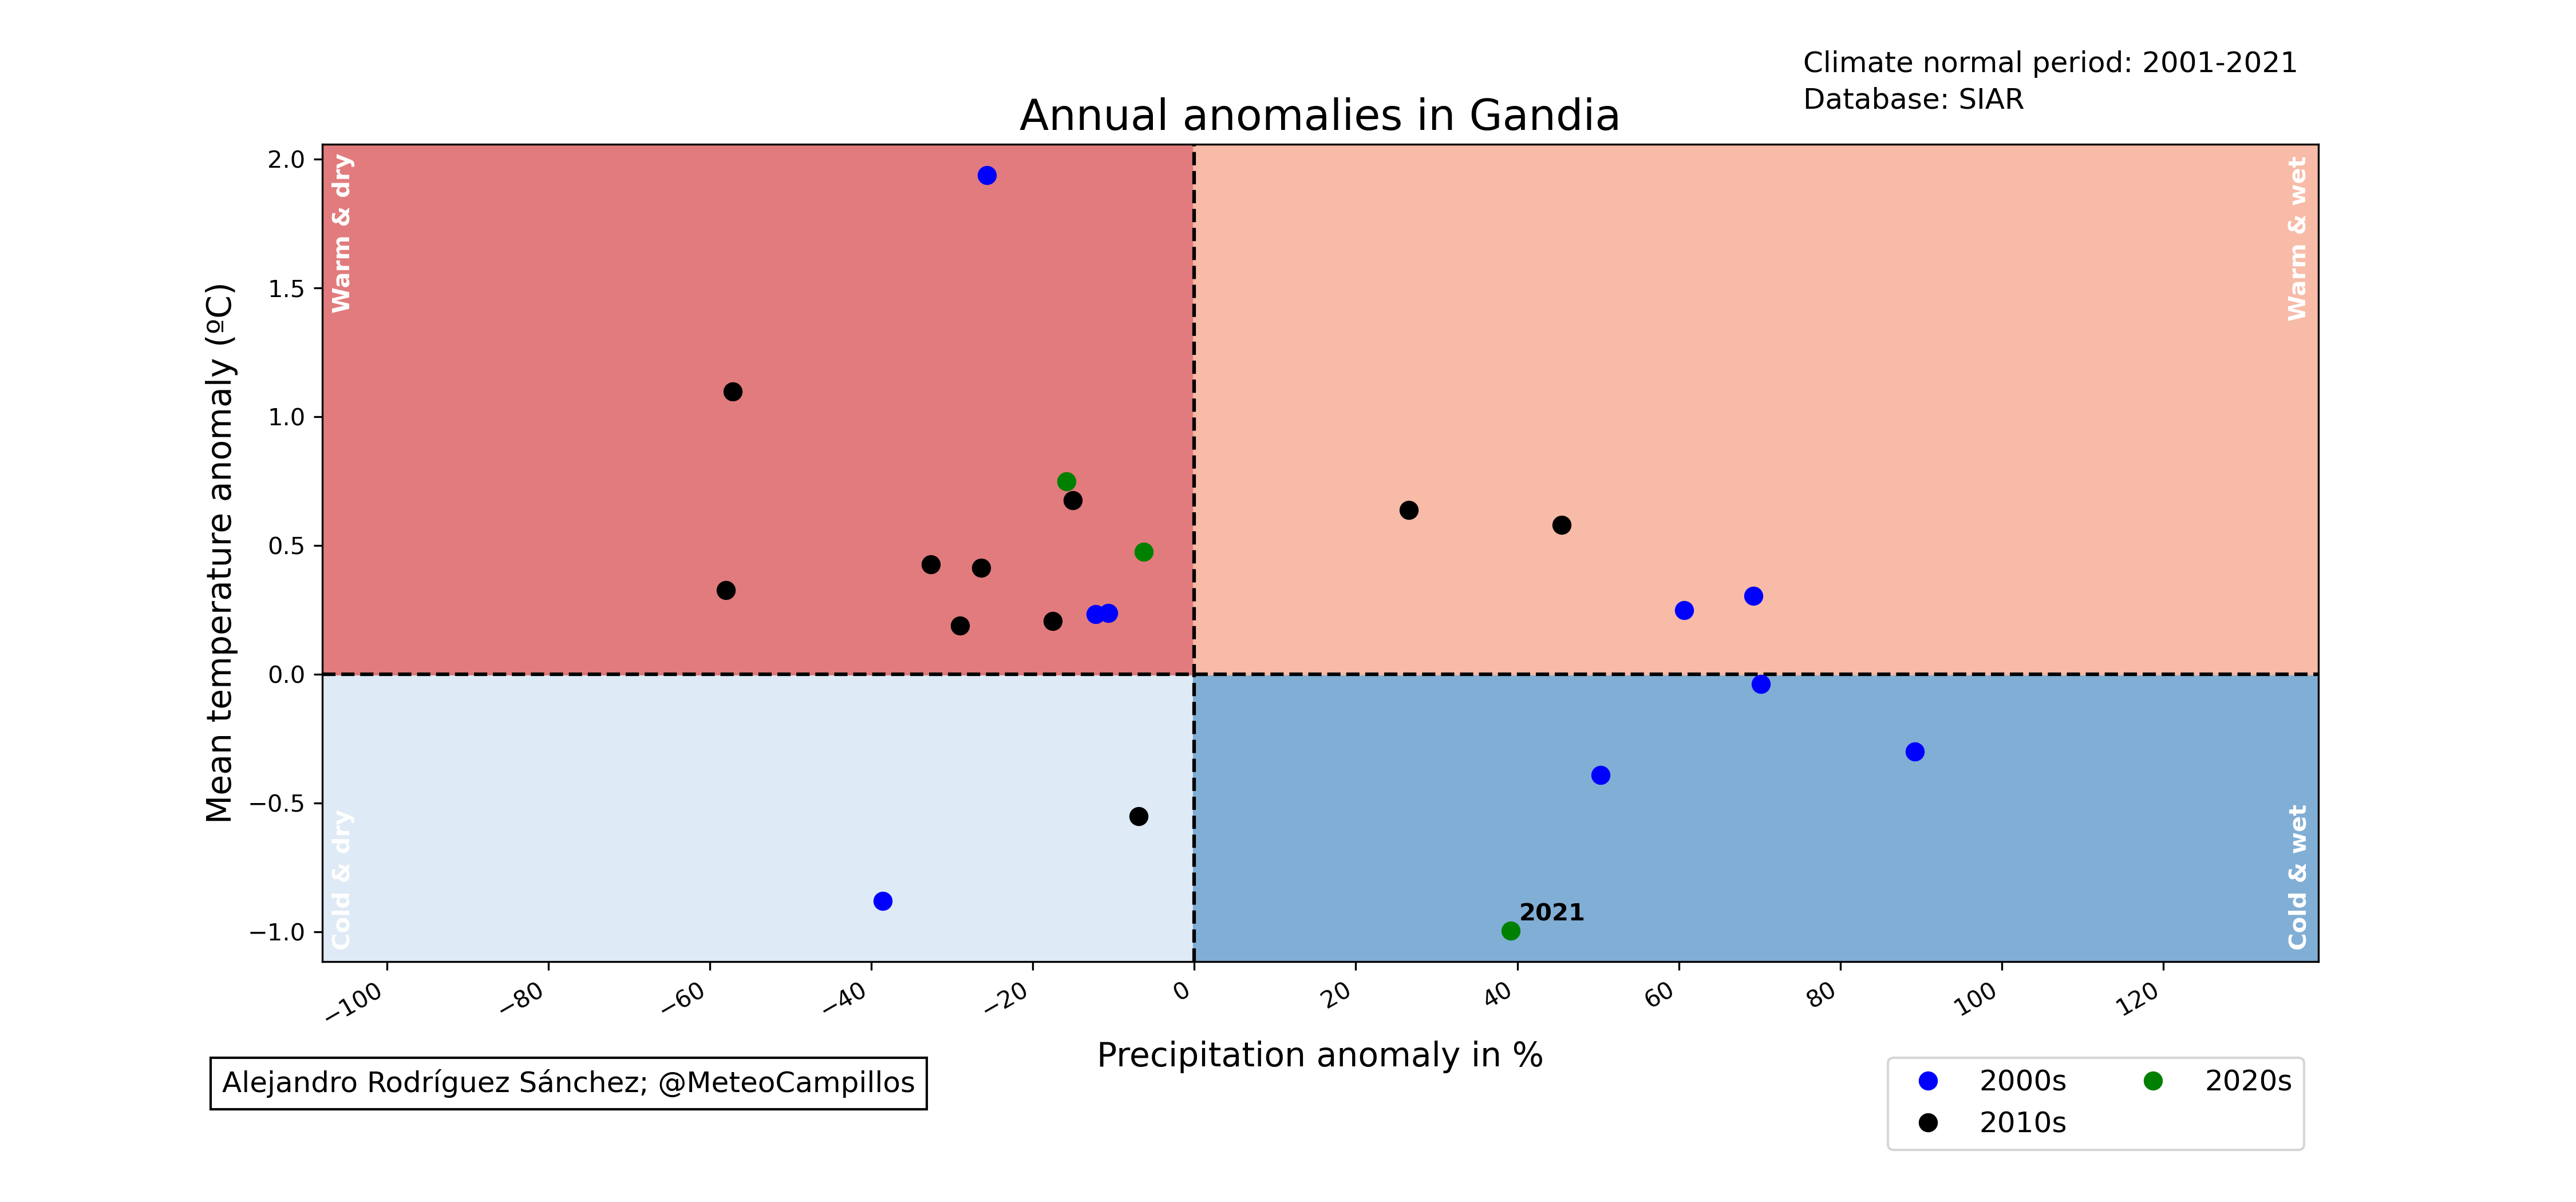 Climate normal period: 2001-2021
Database: SIAR
Annual anomalies in Gandia
Warm & dry
Warm & wet
Cold & dry
Cold & wet
Mean temperature anomaly (ºC)
2.0
1.5
1.0
0.5
0.0
−0.5
−1.0
2021
−100
−80
−60
−40
−20
0
20
40
60
80
100
120
Precipitation anomaly in %
Alejandro Rodríguez Sánchez; @MeteoCampillos
2000s
2010s
2020s